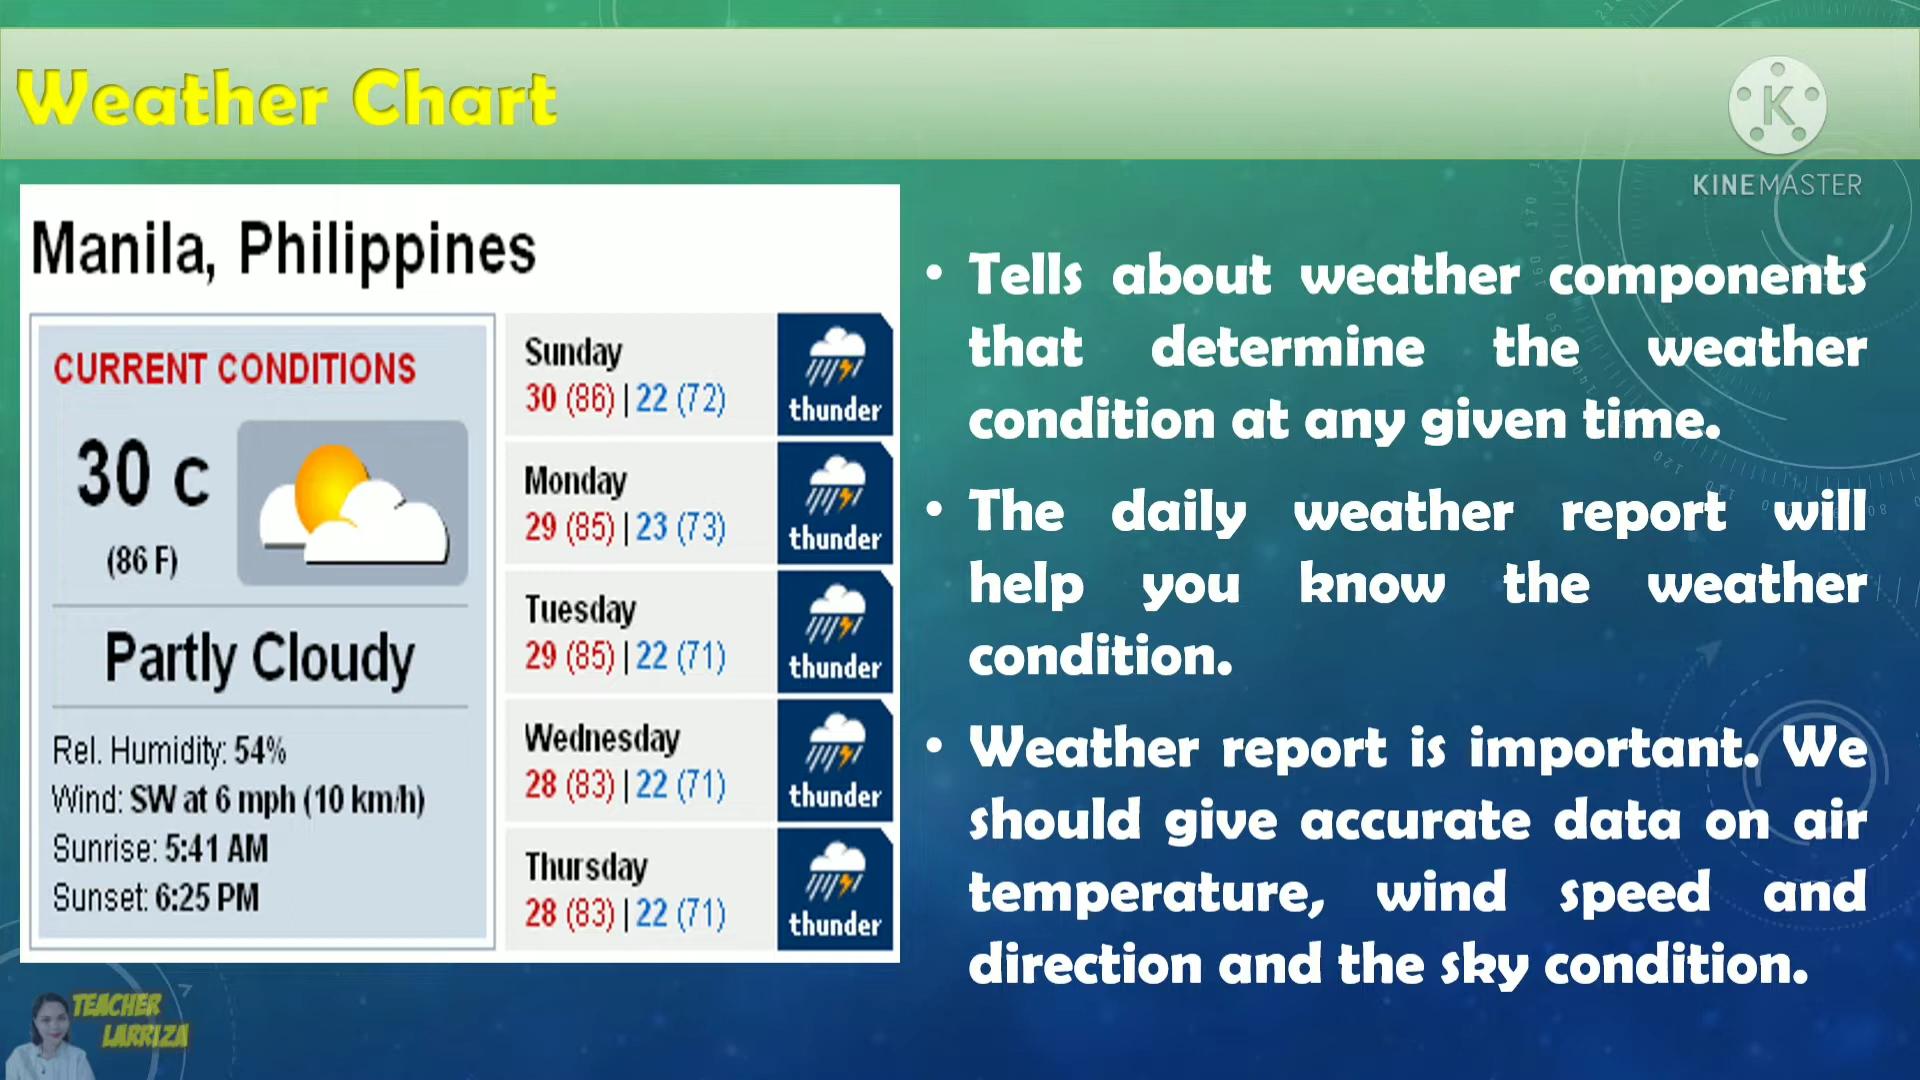 Weather Chart
K
KINEMASTER
Manila, Philippines
CURRENT CONDITIONS
30 c
(86 F)
Partly Cloudy
Rel. Humidity: 54%
Wind: SW at 6 mph (10 km/h)
Sunrise: 5:41 AM
Sunset: 6:25 PM
Sunday
30 (86) | 22 (72)
thunder
Monday
29 (85) | 23 (73)
thunder
Tuesday
29 (85) | 22 (71)
thunder
Wednesday
28 (83) | 22 (71)
thunder
Thursday
28 (83) | 22 (71)
thunder
• Tells about weather components
that determine the weather
condition at any given time.
• The daily weather report will
help you know the weather
condition.
• Weather report is important. We
should give accurate data on air
temperature, wind speed and
direction and the sky condition.
TEACHER
LARRIZA